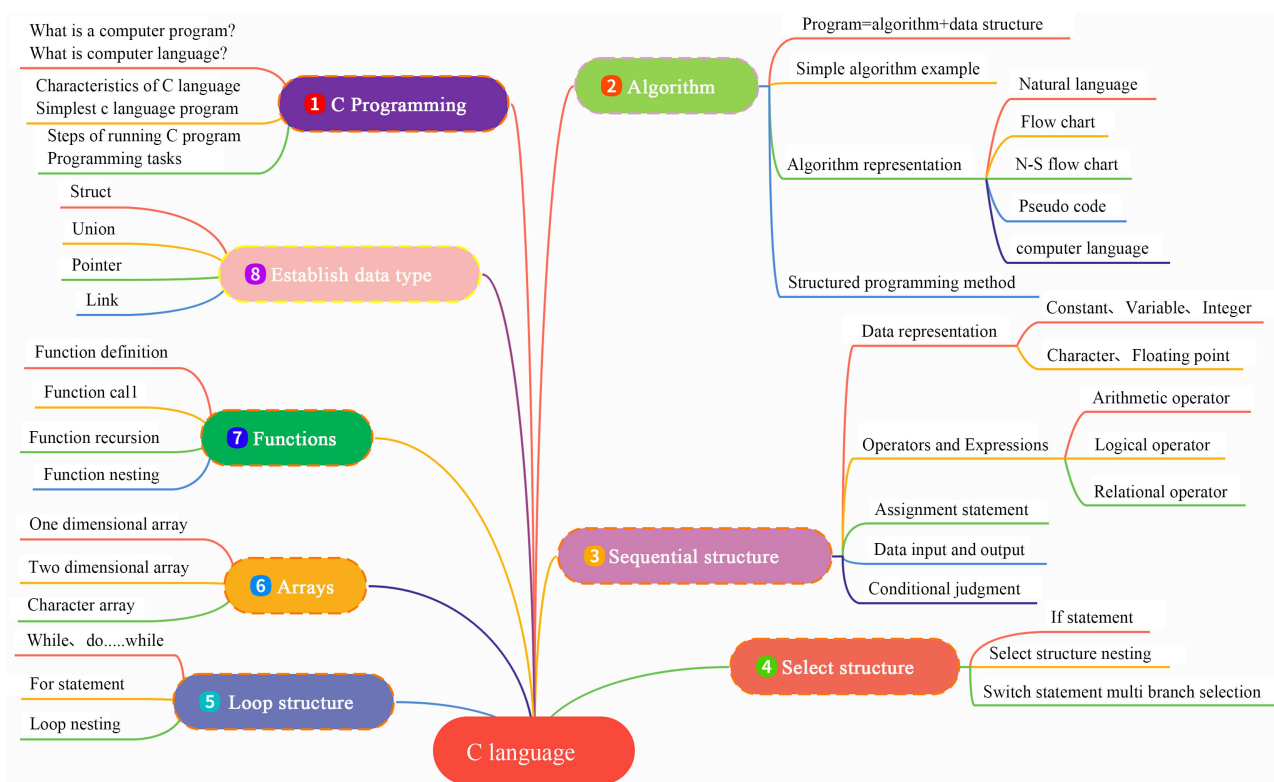 What is a computer program?
What is computer language?
Characteristics of C language
Simplest c language program
Steps of running C program
Programming tasks
1 C Programming
Program=algorithm+data structure
Simple algorithm example
Algorithm representation
Natural language
Flow chart
N-S flow chart
Pseudo code
computer language
Structured programming method
2 Algorithm
Data representation
Constant、Variable、Integer
Character、Floating point
Operators and Expressions
Arithmetic operator
Logical operator
Relational operator
Assignment statement
Data input and output
Conditional judgment
3 Sequential structure
If statement
Select structure nesting
Switch statement multi branch selection
4 Select structure
While、do.....while
For statement
Loop nesting
5 Loop structure
One dimensional array
Two dimensional array
Character array
6 Arrays
Function definition
Function cal1
Function recursion
Function nesting
7 Functions
Struct
Union
Pointer
Link
8 Establish data type
C language